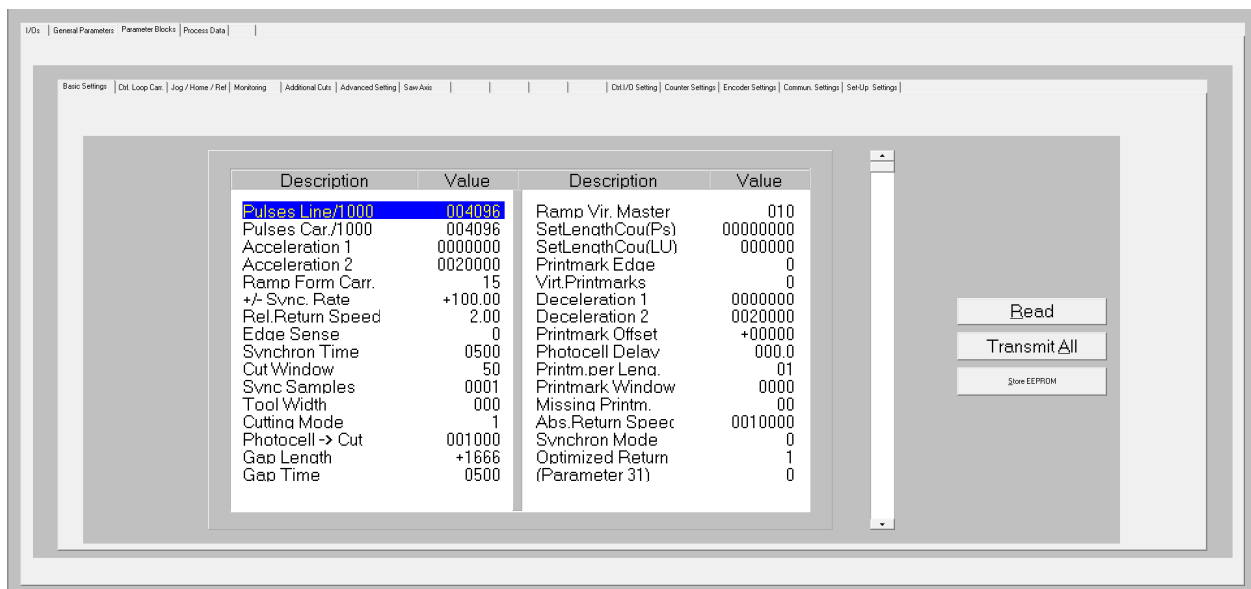 I/Os General Parameters Parameter Blocks Process Data
Basic Settings Ctrl. Loop Carr. Jog / Home / Ref Monitoring Additional Cuts Advanced Setting Saw Axis Ctrl.I/O Setting Counter Settings Encoder Settings Commun. Settings Set-Up Settings
Description Value Description Value
Pulses Line/1000 004096 Ramp Vir. Master 010
Pulses Car./1000 004096 SetLengthCou(Ps) 00000000
Acceleration 1 0000000 SetLengthCou(LU) 000000
Acceleration 2 0020000 Printmark Edge 0
Ramp Form Carr. 15 Virt.Printmarks 0
+/- Sync. Rate +100.00 Deceleration 1 0000000
Rel.Return Speed 2.00 Deceleration 2 0020000
Edge Sense 0 Printmark Offset +00000
Synchron Time 0500 Photocell Delay 000.0
Cut Window 50 Printm.per Leng. 01
Sync Samples 0001 Printmark Window 0000
Tool Width 000 Missing Printm. 00
Cutting Mode 1 Abs.Return Speed 0010000
Photocell -> Cut 001000 Synchron Mode 0
Gap Length +1666 Optimized Return 1
Gap Time 0500 (Parameter 31) 0
Read
Transmit All
Store EEPROM